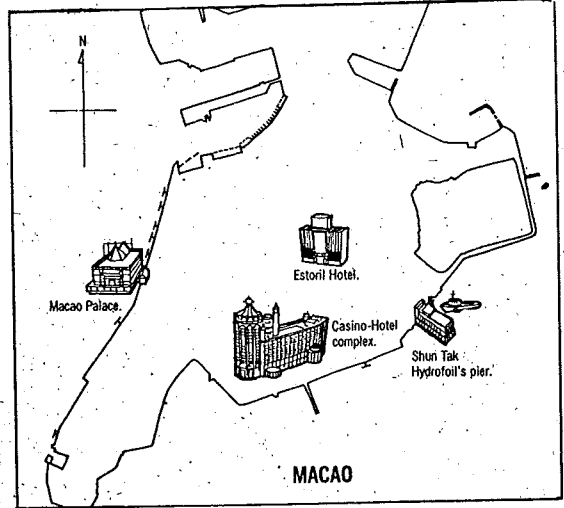 N
Estoril Hotel.
Macao Palace.
Casino-Hotel
complex.
Shun Tak
Hydrofoil's pier.
MACAO